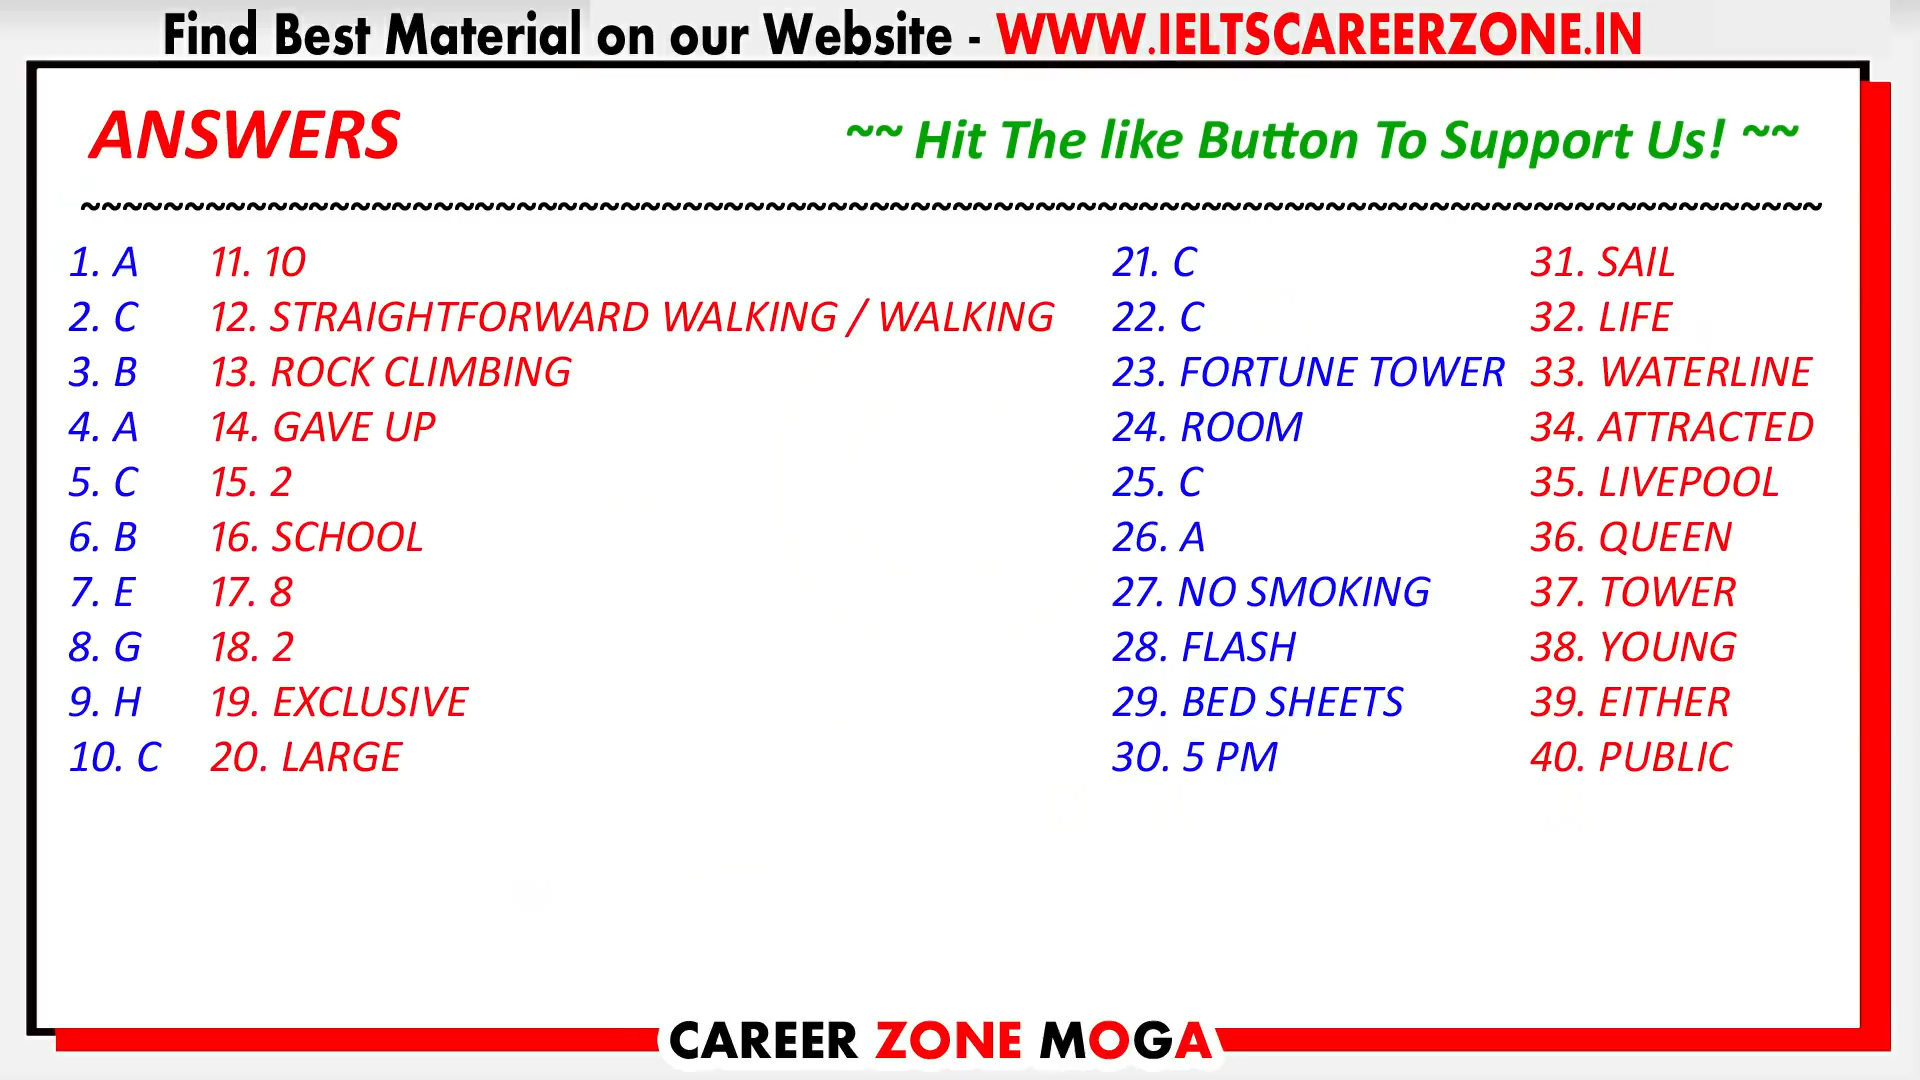 Find Best Material on our Website - WWW.IELTSCAREERZONE.IN
ANSWERS
~~ Hit The like Button To Support Us! ~~
1. A
2. C
3. B
4. A
5. C
6. B
7. E
8. G
9. H
10. C
11. 10
12. STRAIGHTFORWARD WALKING / WALKING
13. ROCK CLIMBING
14. GAVE UP
15. 2
16. SCHOOL
17. 8
18. 2
19. EXCLUSIVE
20. LARGE
21. C
22. C
23. FORTUNE TOWER
24. ROOM
25. C
26. A
27. NO SMOKING
28. FLASH
29. BED SHEETS
30. 5 PM
31. SAIL
32. LIFE
33. WATERLINE
34. ATTRACTED
35. LIVEPOOL
36. QUEEN
37. TOWER
38. YOUNG
39. EITHER
40. PUBLIC
CAREER ZONE MOGA